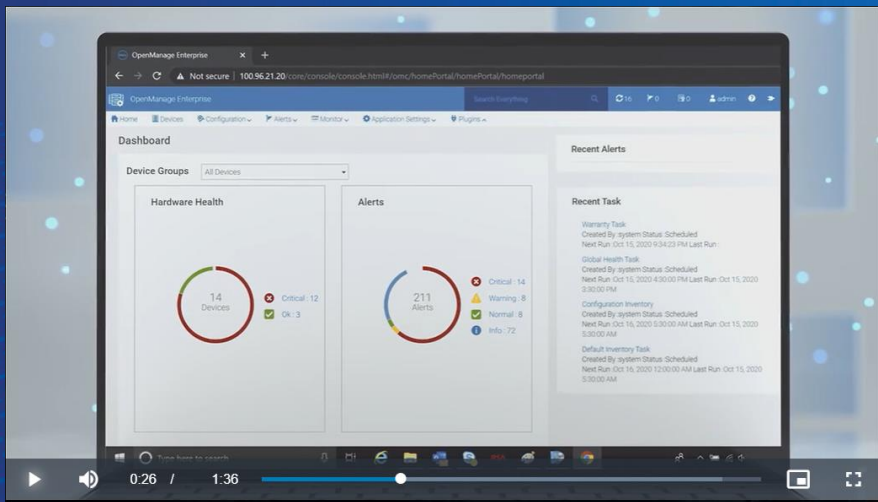 OpenManage Enterprise
Not secure | 100.96.21.20/core/console/console.html#/omc/homePortal/homePortal/homeportal
OpenManage Enterprise
Search Everything
16
0
0
admin
Home
Devices
Configuration
Alerts
Monitor
Application Settings
Plugins
Dashboard
Device Groups
All Devices
Hardware Health
14
Devices
Critical : 12
Ok : 3
Alerts
211
Alerts
Critical : 14
Warning : 8
Normal : 8
Info : 72
Recent Alerts
Recent Task
Warranty Task
Created By :system Status :Scheduled
Next Run :Oct 15, 2020 9:34:23 PM Last Run :
Global Health Task
Created By :system Status :Scheduled
Next Run :Oct 15, 2020 4:30:00 PM Last Run :Oct 15, 2020
3:30:00 PM
Configuration Inventory
Created By :system Status :Scheduled
Next Run :Oct 16, 2020 5:30:00 AM Last Run :Oct 15, 2020
5:30:00 AM
Default Inventory Task
Created By :system Status :Scheduled
Next Run :Oct 16, 2020 12:00:00 AM Last Run :Oct 15, 2020
5:30:00 AM
Type here to search
0:26 / 1:36